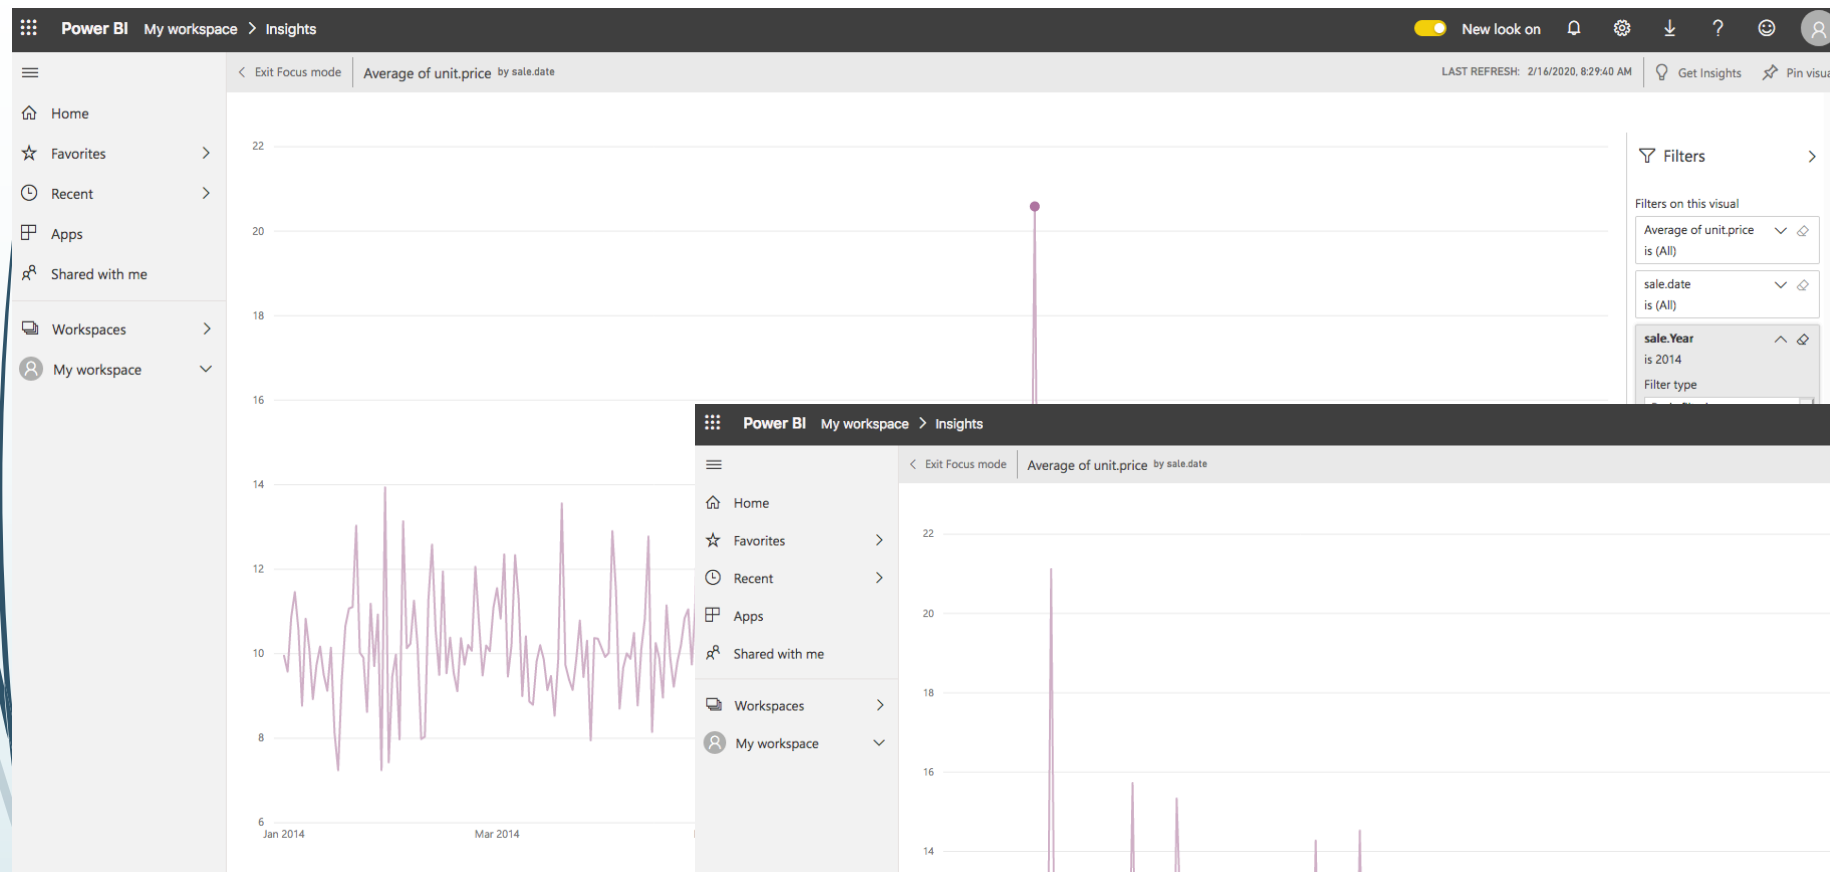 Power BI My workspace > Insights
New look on
Exit Focus mode Average of unit.price by sale.date
LAST REFRESH: 2/16/2020, 8:29:40 AM
Get Insights
Pin visua
Home
Favorites
Recent
Apps
Shared with me
Workspaces
My workspace
22
20
18
16
14
12
10
8
6
Jan 2014
Mar 2014
Filters
Filters on this visual
Average of unit.price
is (All)
sale.date
is (All)
sale.Year
is 2014
Filter type
Power BI My workspace > Insights
Exit Focus mode Average of unit.price by sale.date
Home
Favorites
Recent
Apps
Shared with me
Workspaces
My workspace
22
20
18
16
14